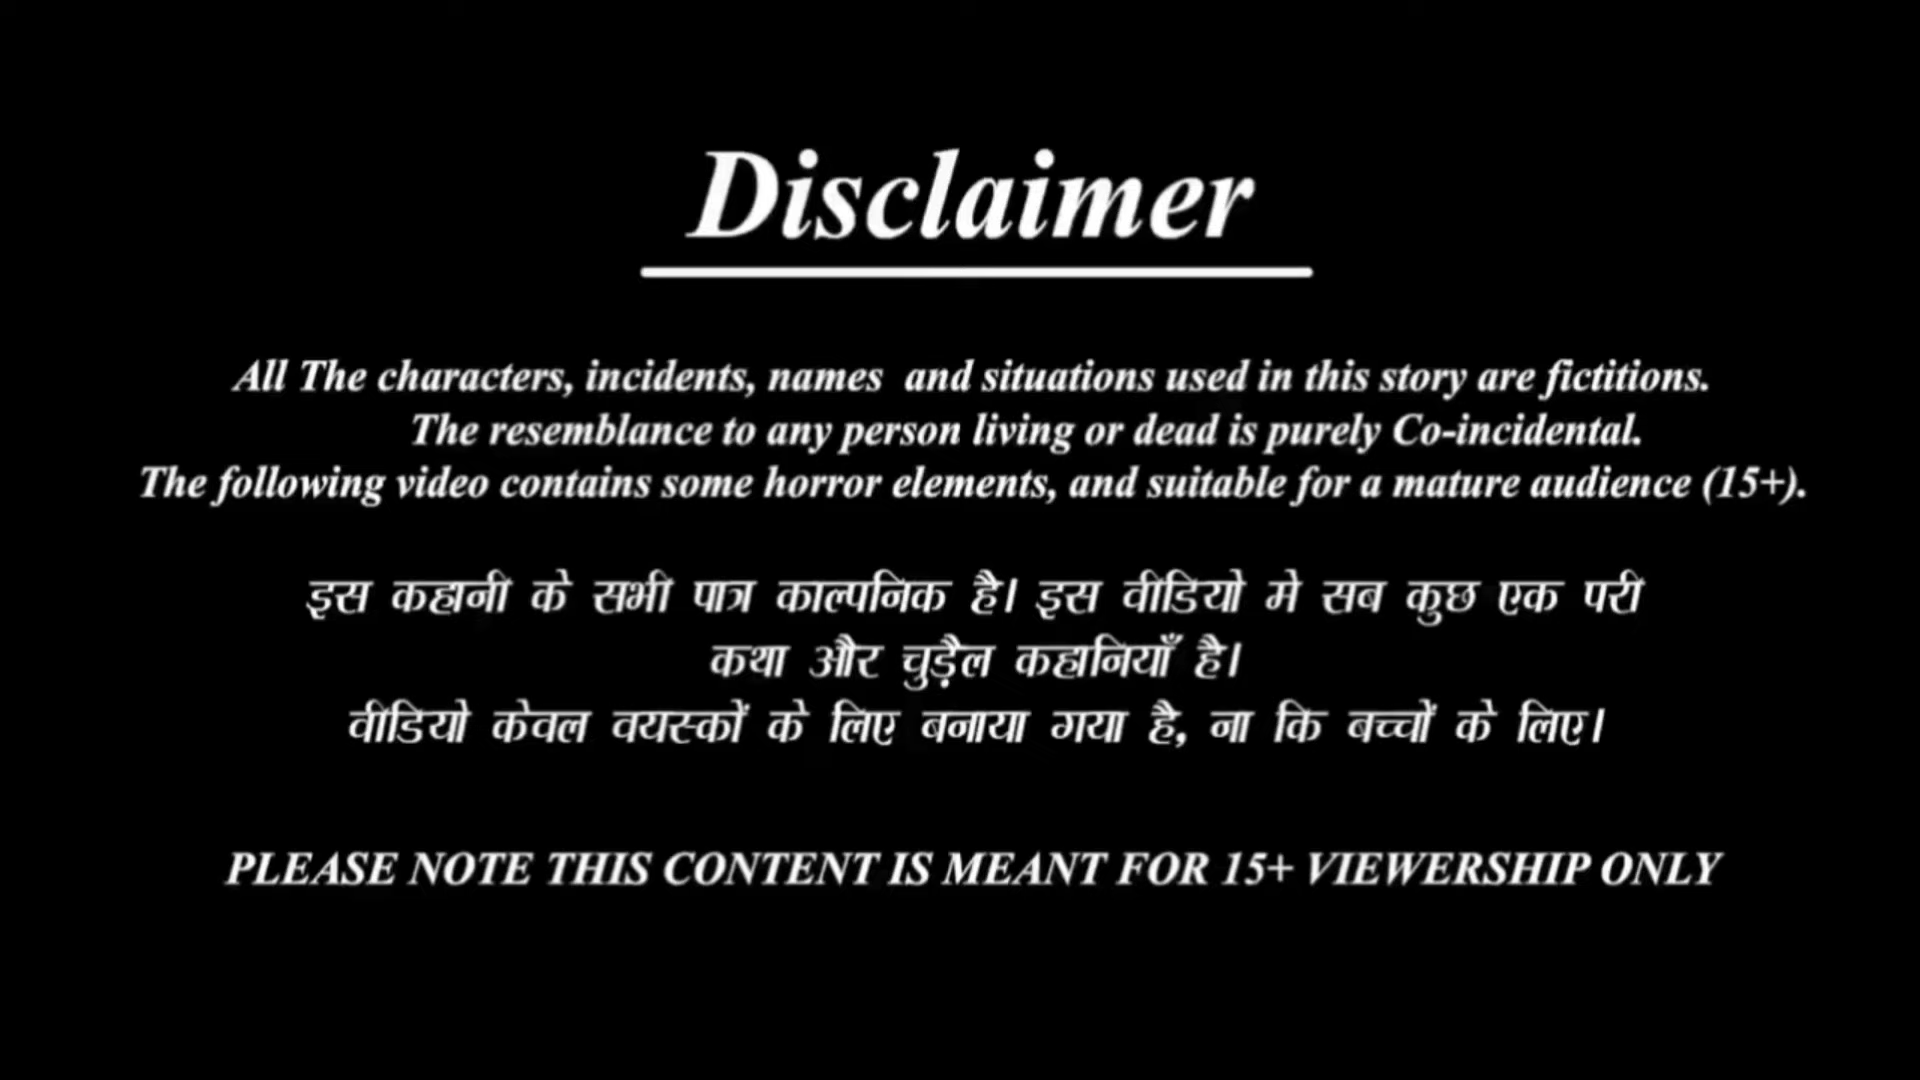 Disclaimer
All The characters, incidents, names and situations used in this story are fictitions.
The resemblance to any person living or dead is purely Co-incidental.
The following video contains some horror elements, and suitable for a mature audience (15+).
इस कहानी के सभी पात्र काल्पनिक है। इस वीडियो मे सब कुछ एक परी
कथा और चुड़ैल कहानियाँ है।
वीडियो केवल वयस्कों के लिए बनाया गया है, ना कि बच्चों के लिए।
PLEASE NOTE THIS CONTENT IS MEANT FOR 15+ VIEWERSHIP ONLY